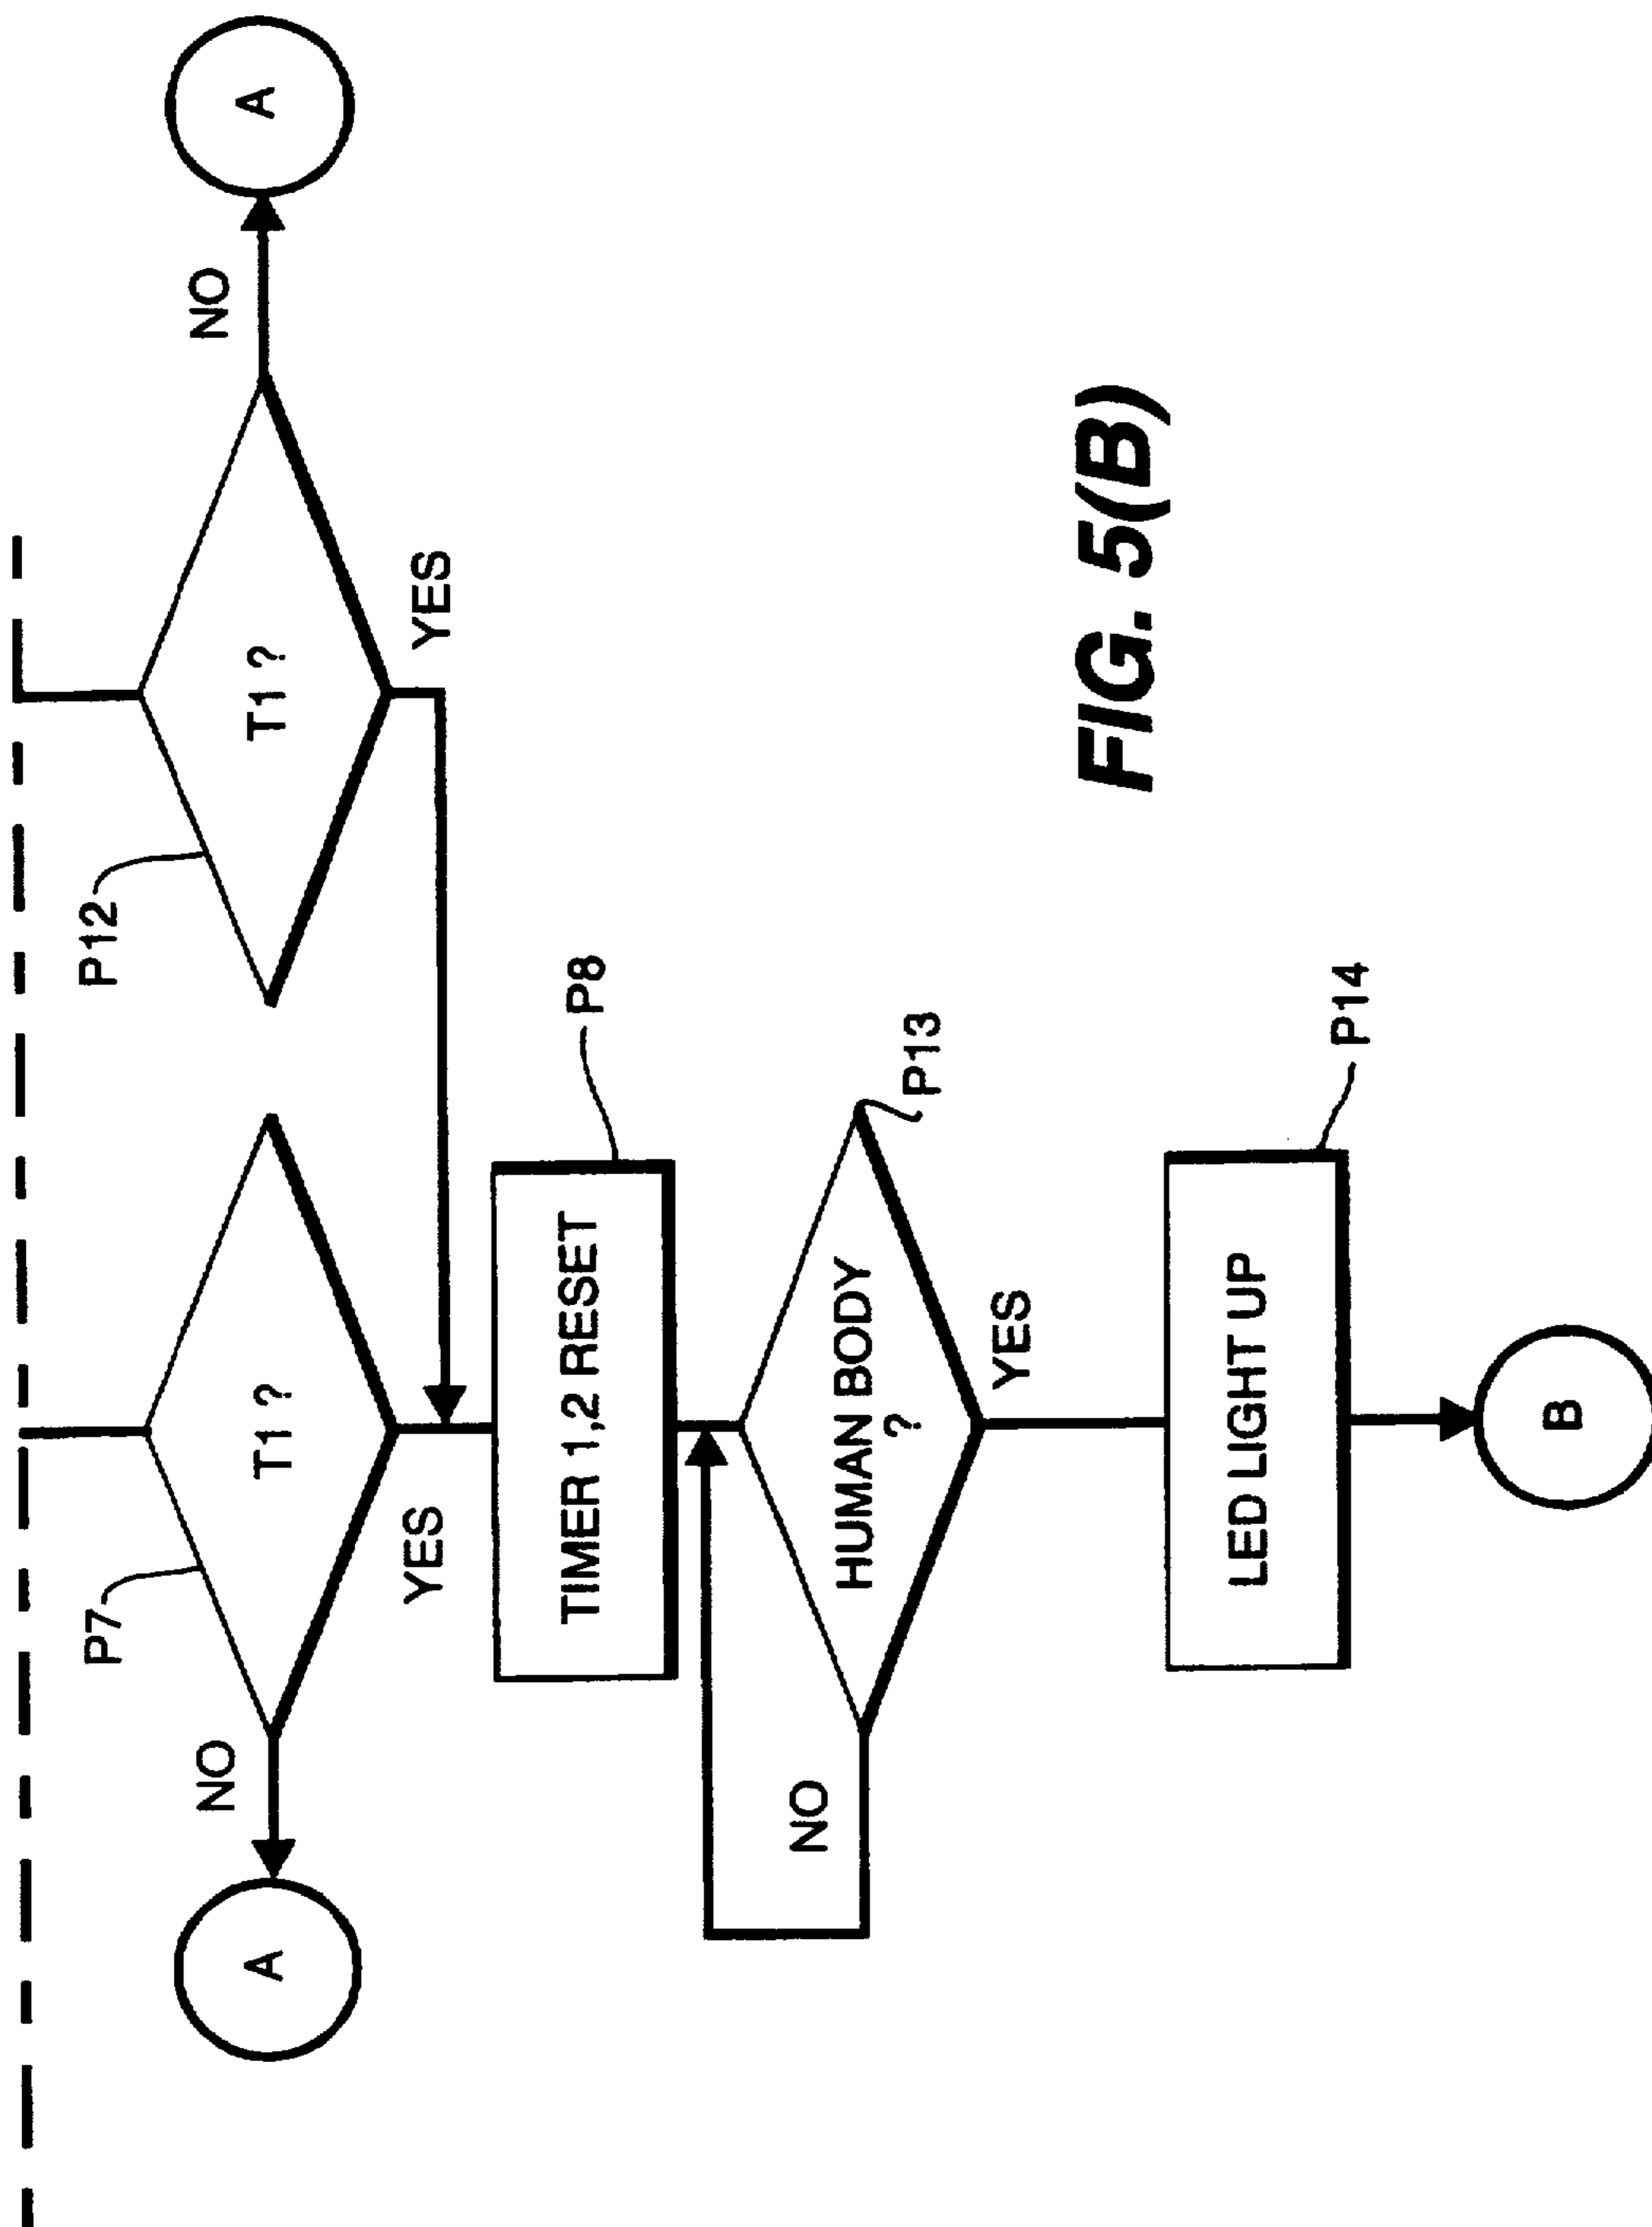 A
NO
P7
T1 ?
YES
P12
T1 ?
NO
A
YES
TIMER 1,2 RESET
P8
NO
HUMAN BODY
?
P13
YES
LED LIGHT UP
P14
B
FIG. 5(B)